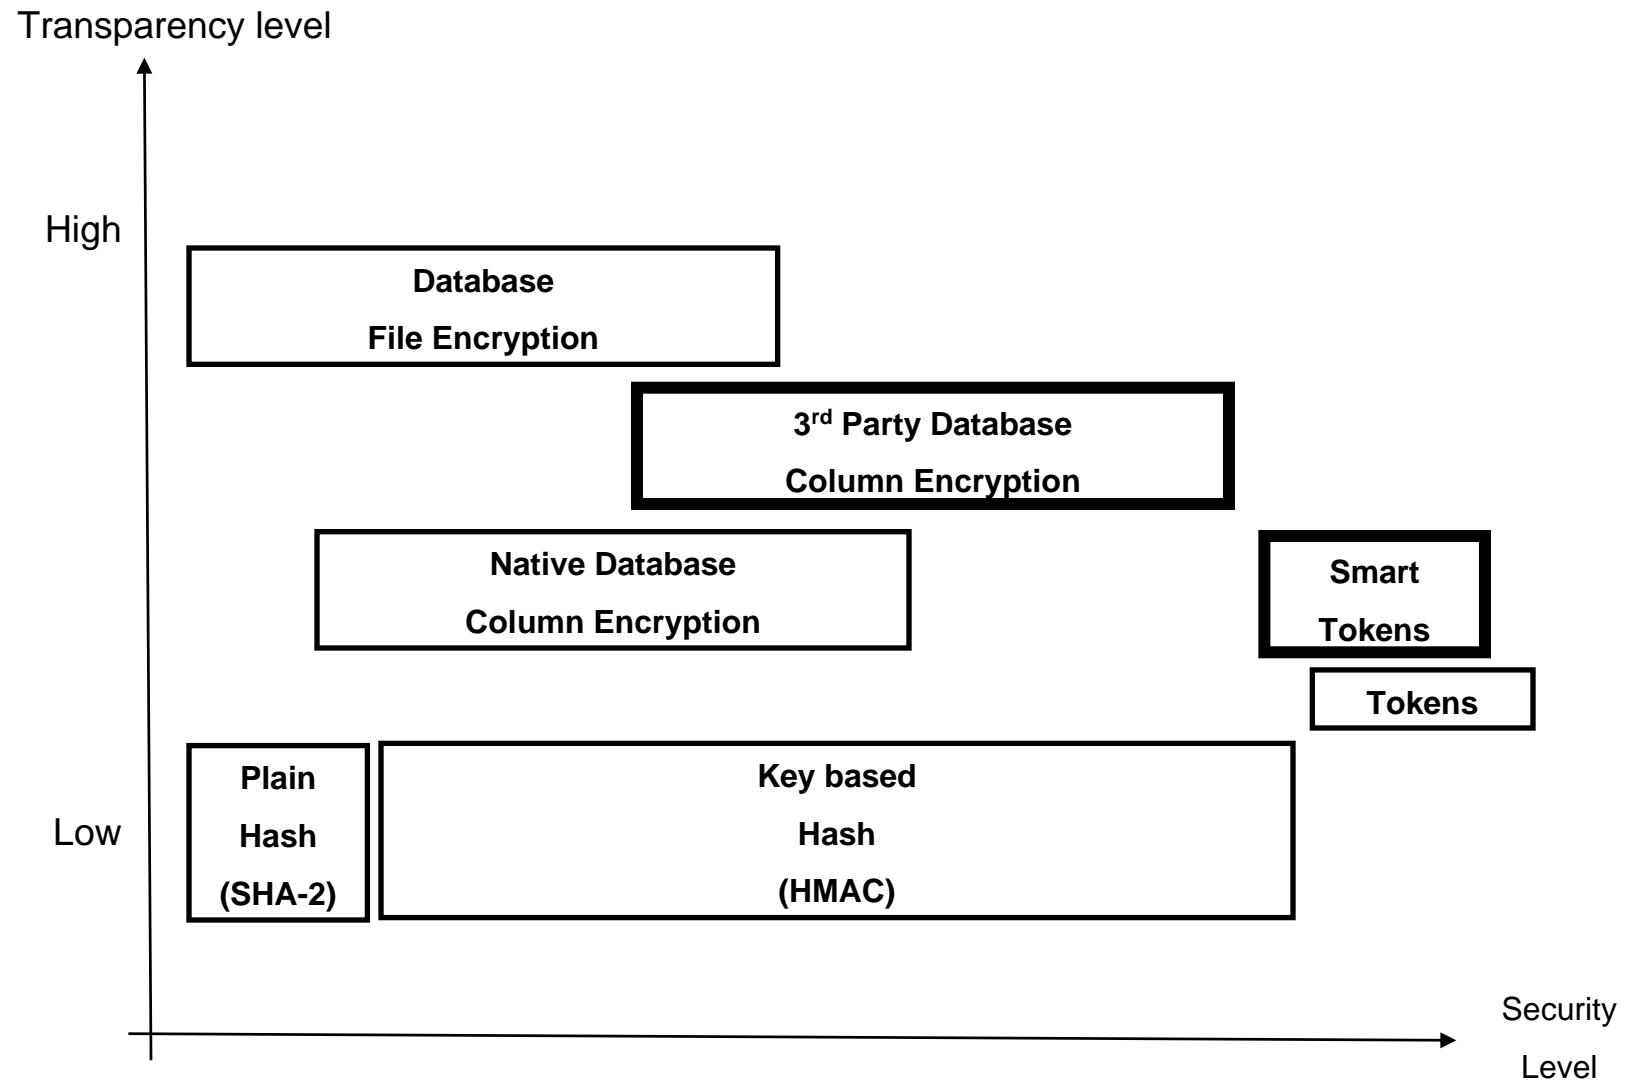 Transparency level
High
Database
File Encryption
3rd Party Database
Column Encryption
Native Database
Column Encryption
Smart
Tokens
Tokens
Plain
Hash
(SHA-2)
Key based
Hash
(HMAC)
Low
Security
Level